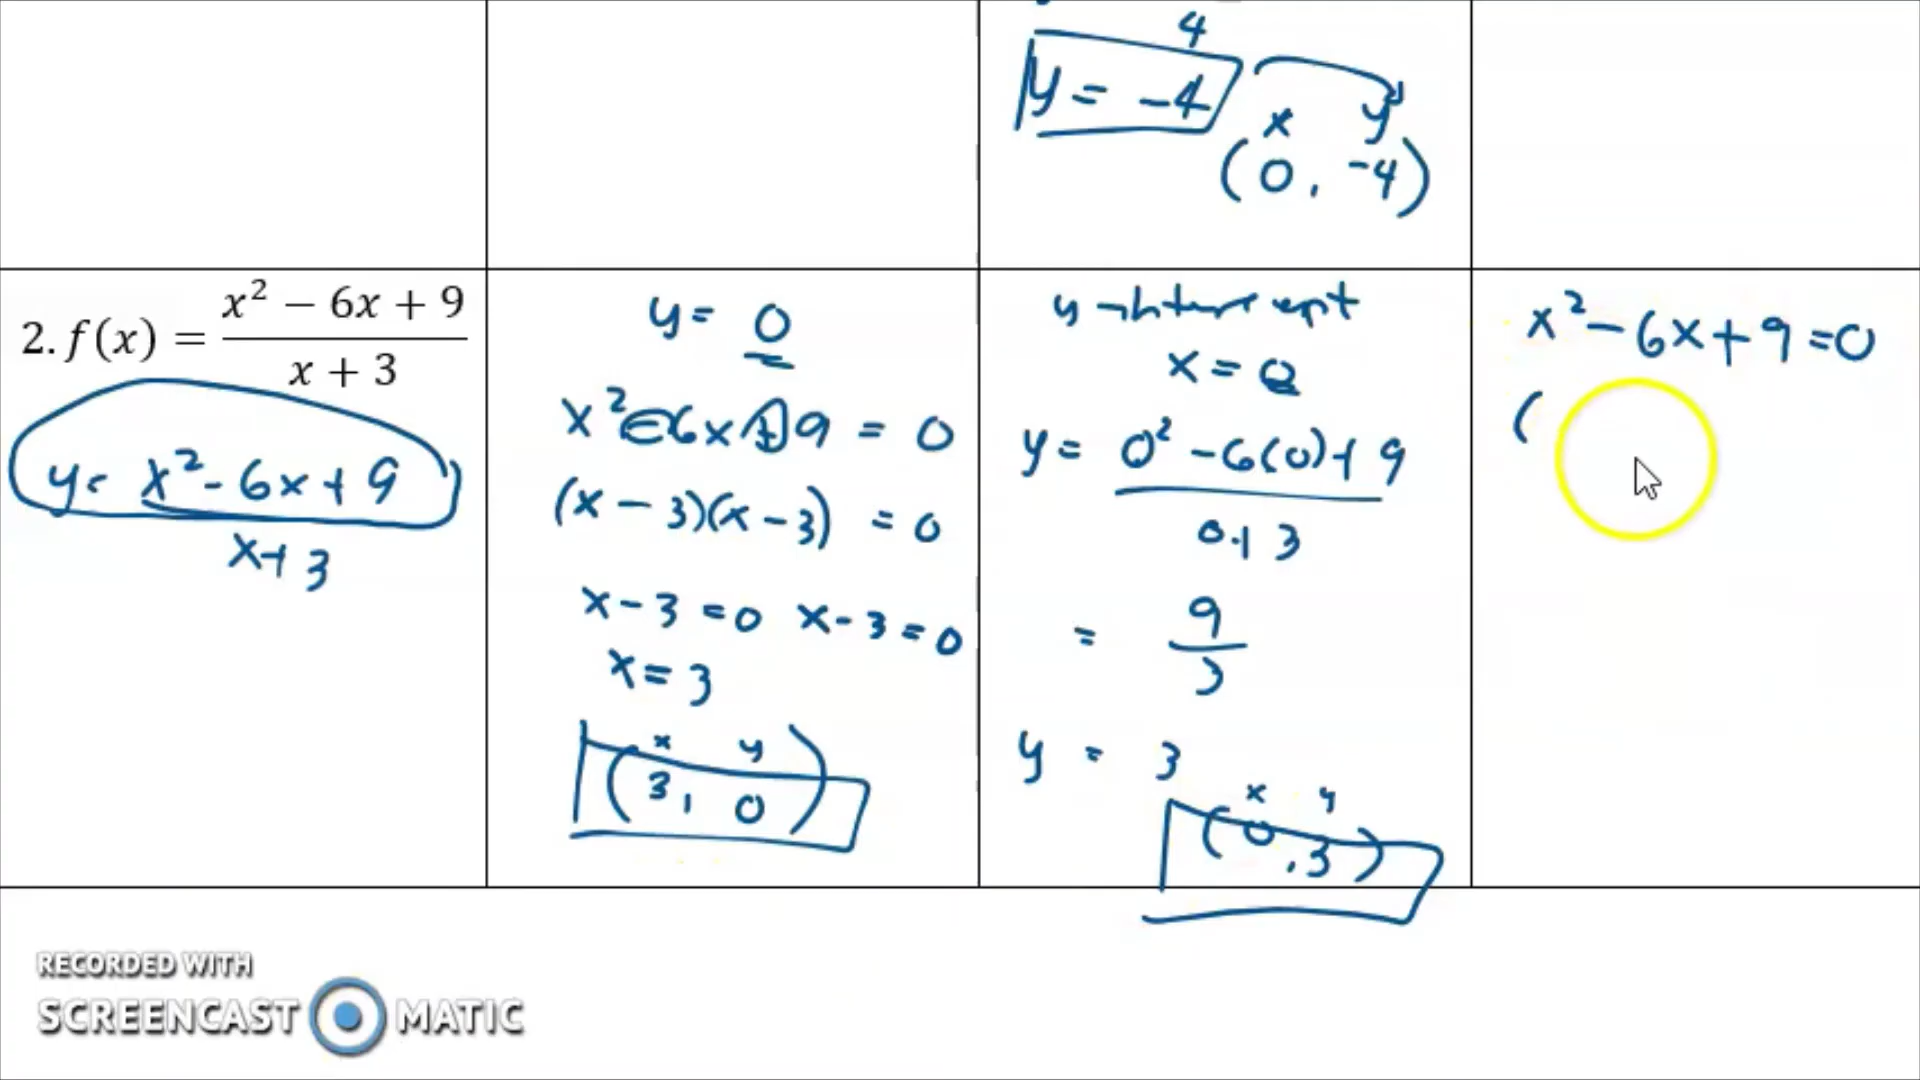 4
y = -4
x y
(0, -4)
2. f(x) = x² − 6x + 9
x + 3
y = x² - 6x + 9
x + 3
y = 0
x² - 6x + 9 = 0
(x - 3)(x - 3) = 0
x - 3 = 0 x - 3 = 0
x = 3
x y
(3, 0)
y-Intercept
x = 0
y = 0² - 6(0) + 9
0 + 3
= 9
3
y = 3
x y
(0, 3)
x² - 6x + 9 = 0
(
RECORDED WITH
SCREENCAST MATIC